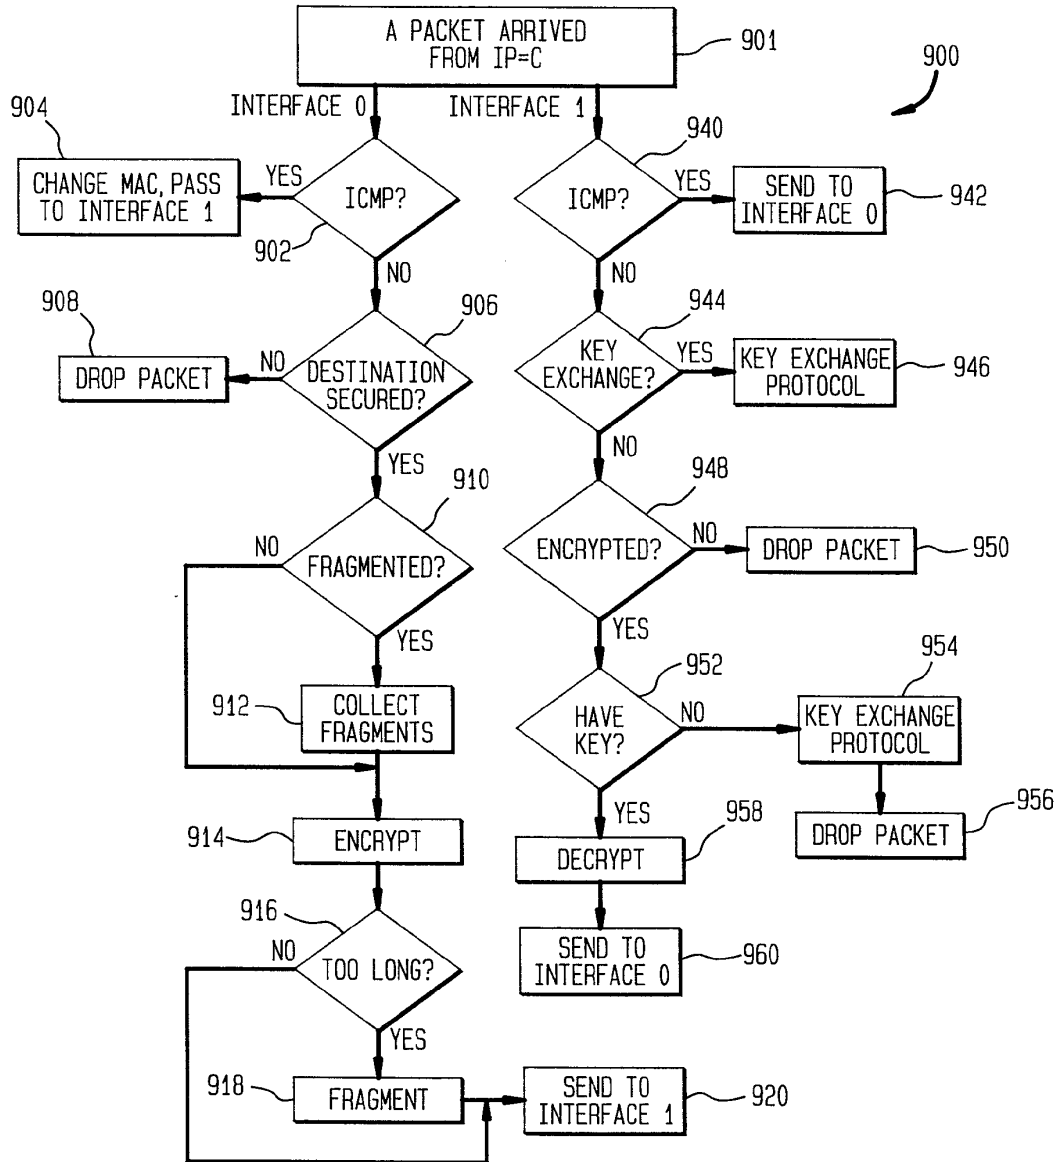 A PACKET ARRIVED
FROM IP=C
901
900
INTERFACE 0
INTERFACE 1
904
CHANGE MAC, PASS
TO INTERFACE 1
YES
ICMP?
902
NO
940
ICMP?
YES
SEND TO
INTERFACE 0
942
NO
908
DROP PACKET
NO
906
DESTINATION
SECURED?
YES
944
KEY
EXCHANGE?
YES
KEY EXCHANGE
PROTOCOL
946
NO
910
NO
FRAGMENTED?
YES
948
ENCRYPTED?
NO
DROP PACKET
950
YES
912
COLLECT
FRAGMENTS
952
HAVE
KEY?
NO
954
KEY EXCHANGE
PROTOCOL
YES
956
DROP PACKET
914
ENCRYPT
958
DECRYPT
916
NO
TOO LONG?
YES
SEND TO
INTERFACE 0
960
918
FRAGMENT
SEND TO
INTERFACE 1
920